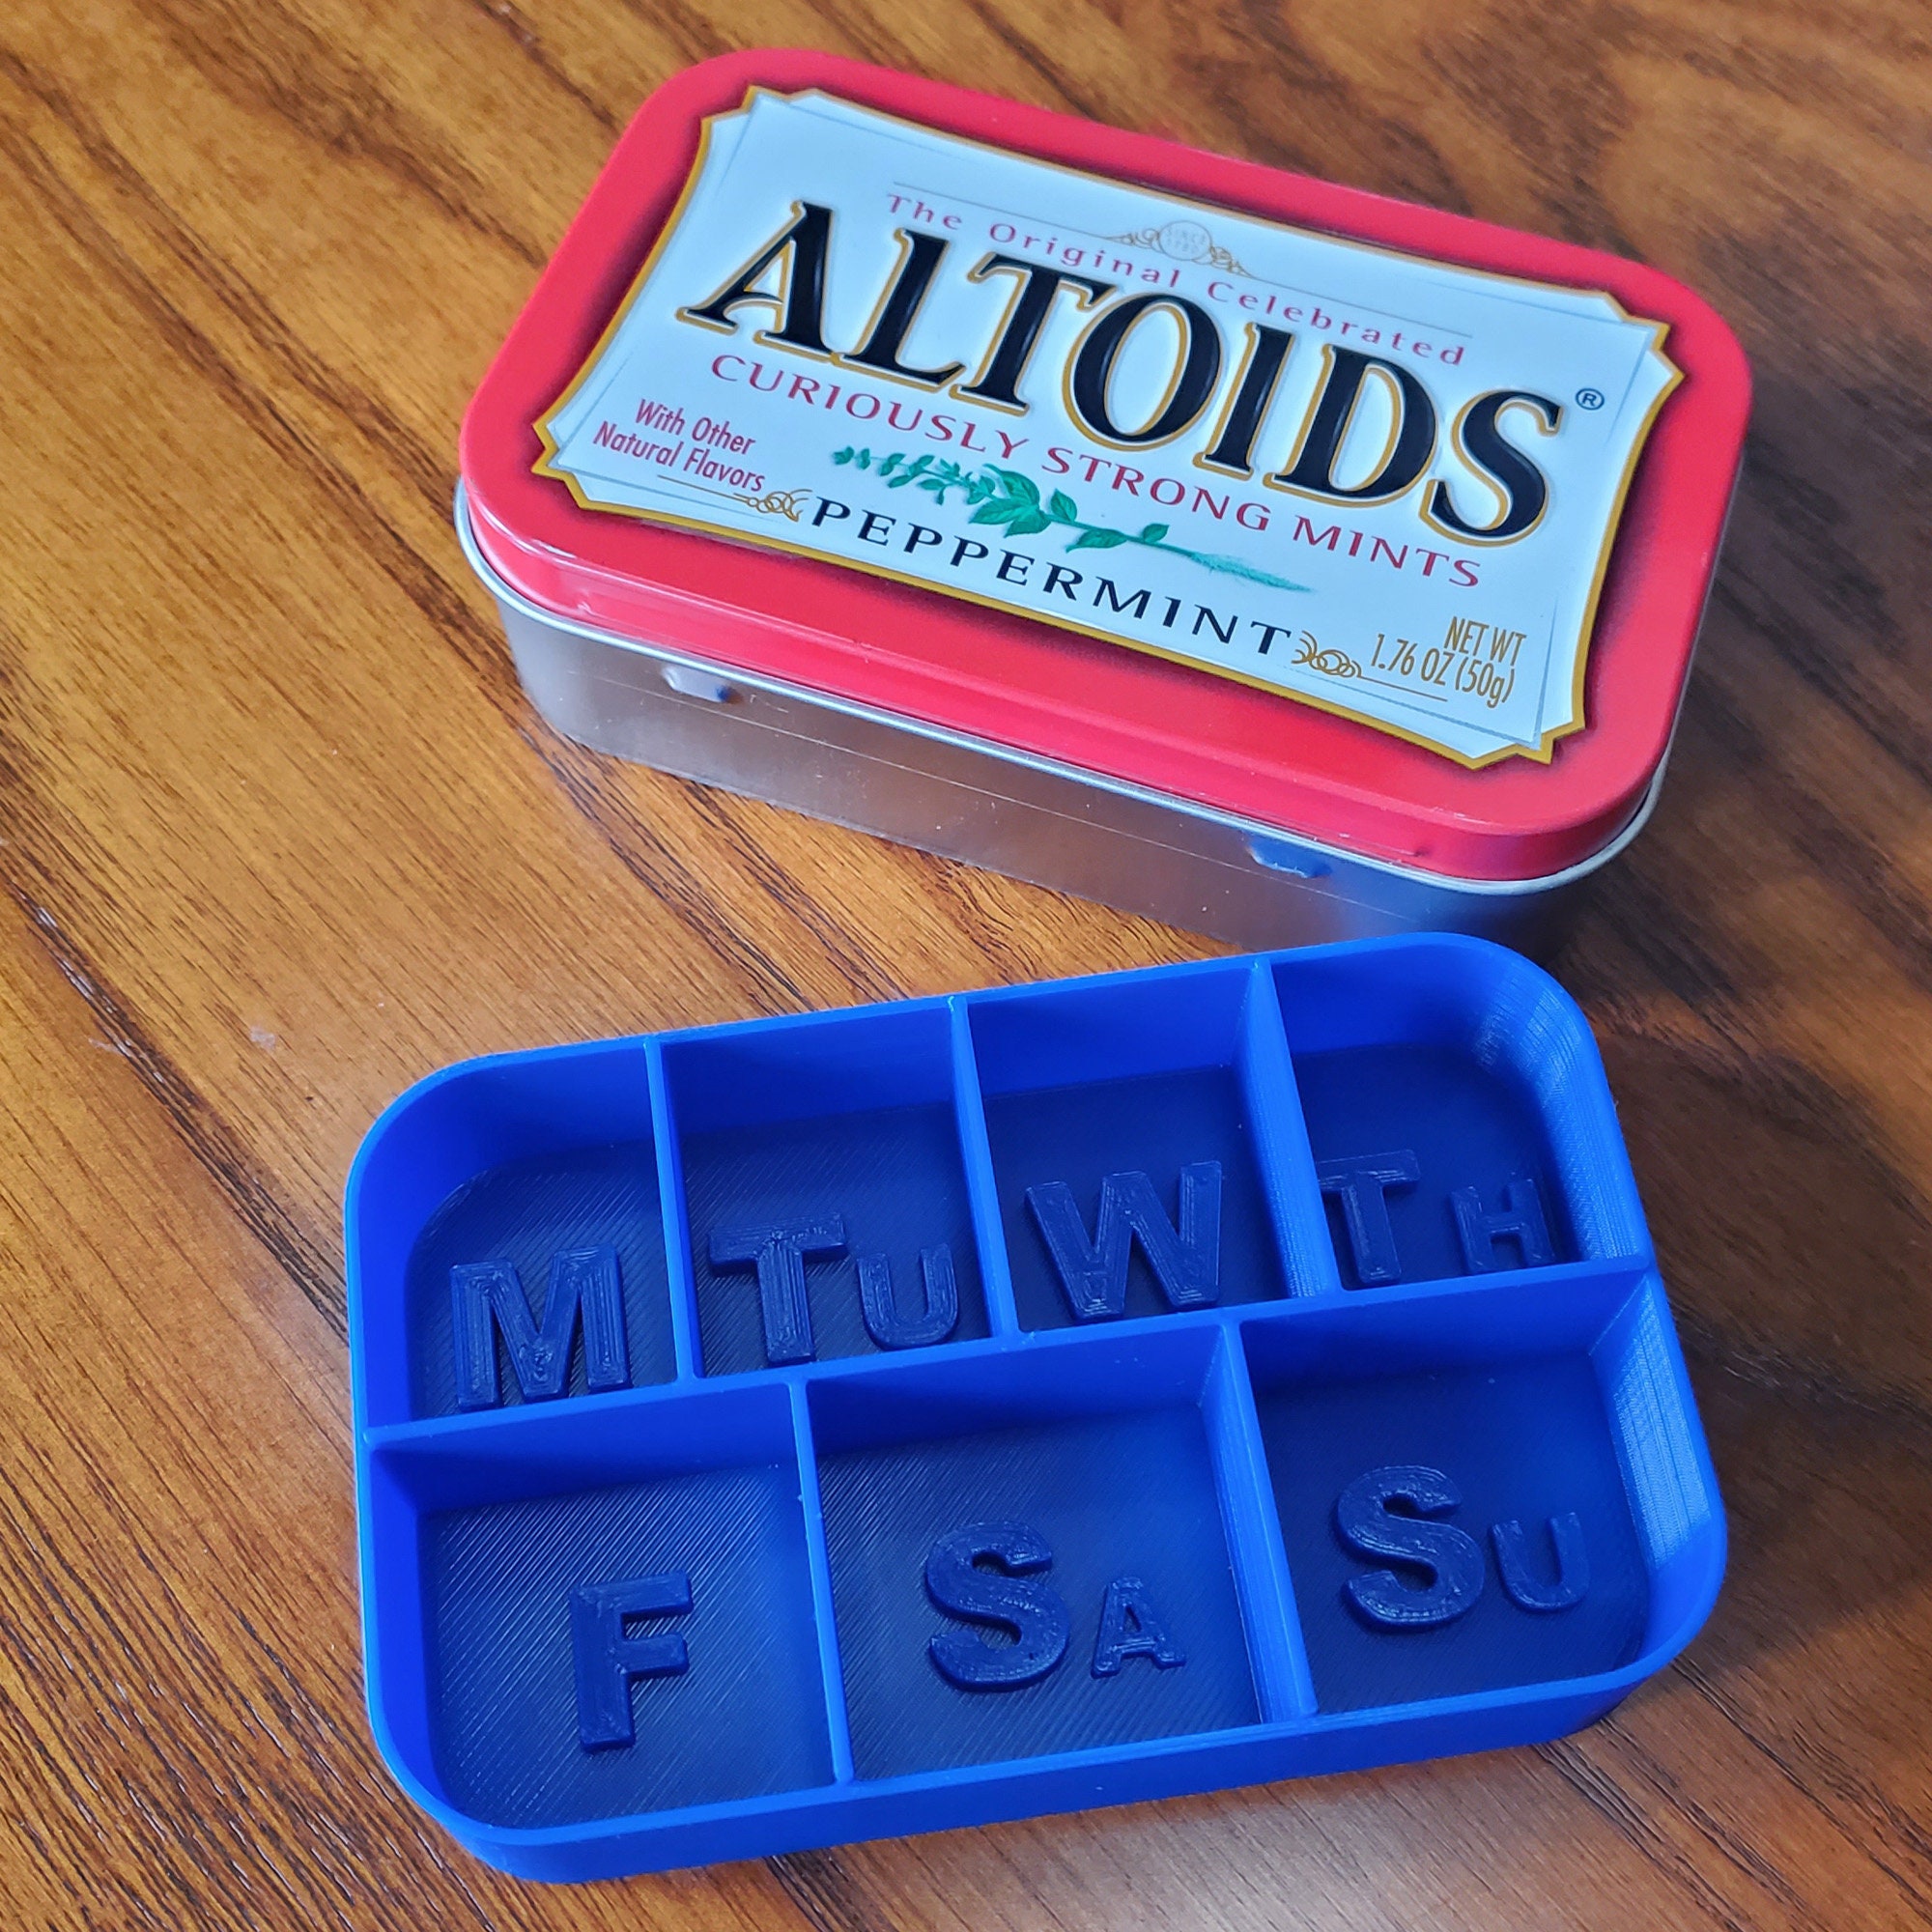 The Original Celebrated
ALTOIDS®
CURIOUSLY STRONG MINTS
With Other
Natural Flavors
PEPPERMINT
NET WT
1.76 OZ (50g)
M TU W TH
F SA SU